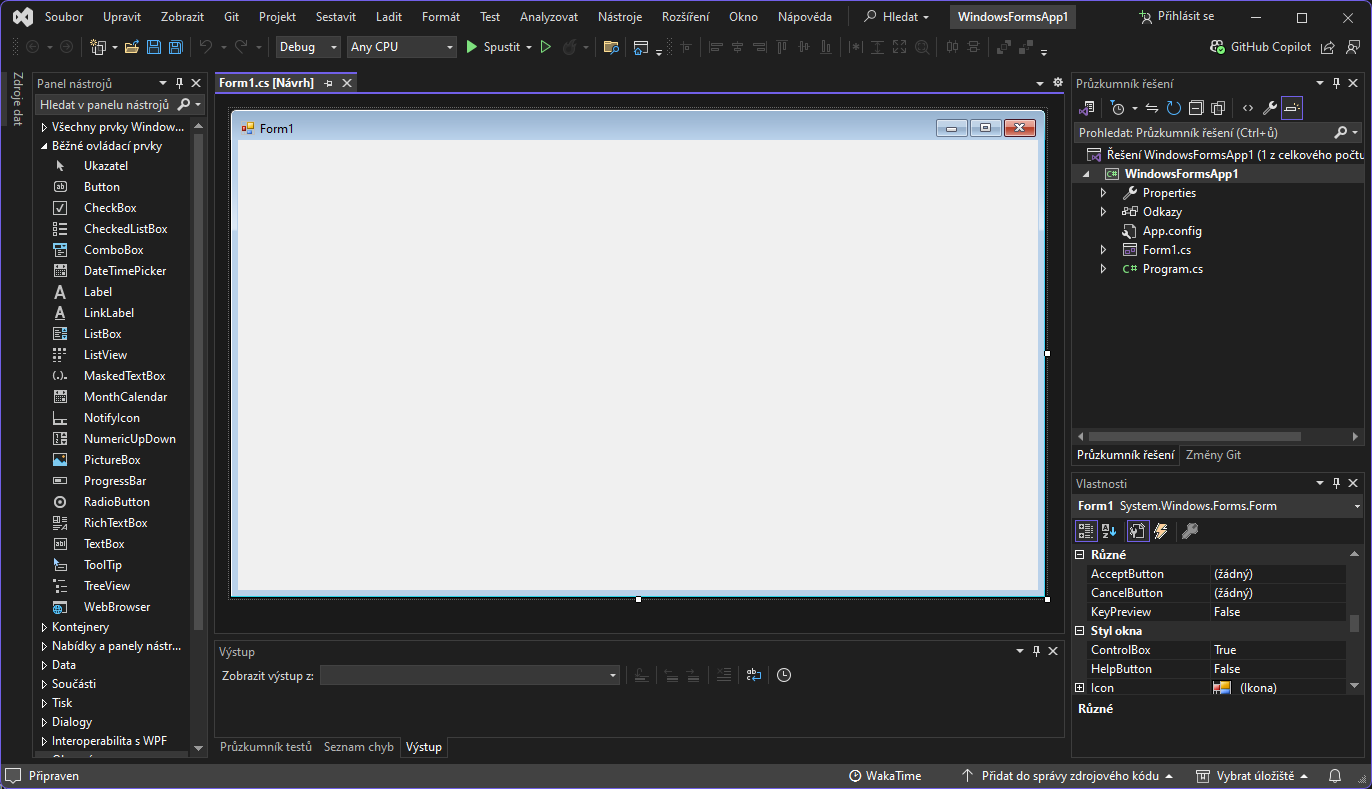 Soubor Upravit Zobrazit Git Projekt Sestavit Ladit Formát Test Analyzovat Nástroje Rozšíření Okno Nápověda Hledat WindowsFormsApp1 Přihlásit se
Debug Any CPU Spustit GitHub Copilot
Zdroje dat
Panel nástrojů
Hledat v panelu nástrojů
Všechny prvky Window...
Běžné ovládací prvky
Ukazatel
Button
CheckBox
CheckedListBox
ComboBox
DateTimePicker
Label
LinkLabel
ListBox
ListView
MaskedTextBox
MonthCalendar
NotifyIcon
NumericUpDown
PictureBox
ProgressBar
RadioButton
RichTextBox
TextBox
ToolTip
TreeView
WebBrowser
Kontejnery
Nabídky a panely nástr...
Data
Součásti
Tisk
Dialogy
Interoperabilita s WPF
Form1.cs [Návrh]
Form1
Výstup
Zobrazit výstup z:
Průzkumník testů Seznam chyb Výstup
Průzkumník řešení
Prohledat: Průzkumník řešení (Ctrl+ů)
Řešení WindowsFormsApp1 (1 z celkového počtu
WindowsFormsApp1
Properties
Odkazy
App.config
Form1.cs
C# Program.cs
Průzkumník řešení Změny Git
Vlastnosti
Form1 System.Windows.Forms.Form
Různé
AcceptButton (žádný)
CancelButton (žádný)
KeyPreview False
Styl okna
ControlBox True
HelpButton False
Icon (Ikona)
Různé
Připraven WakaTime Přidat do správy zdrojového kódu Vybrat úložiště